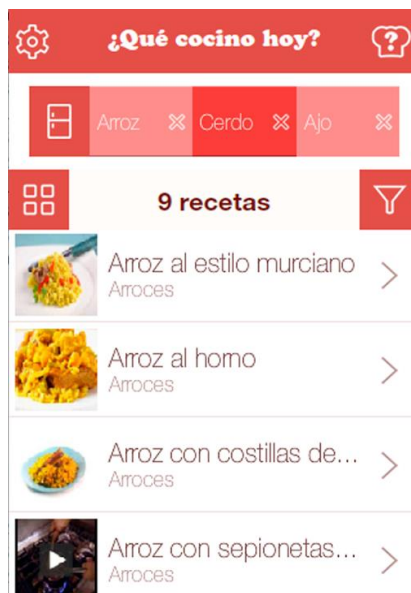 ¿Qué cocino hoy?
Arroz Cerdo Ajo
9 recetas
Arroz al estilo murciano
Arroces
Arroz al horno
Arroces
Arroz con costillas de...
Arroces
Arroz con sepionetas...
Arroces